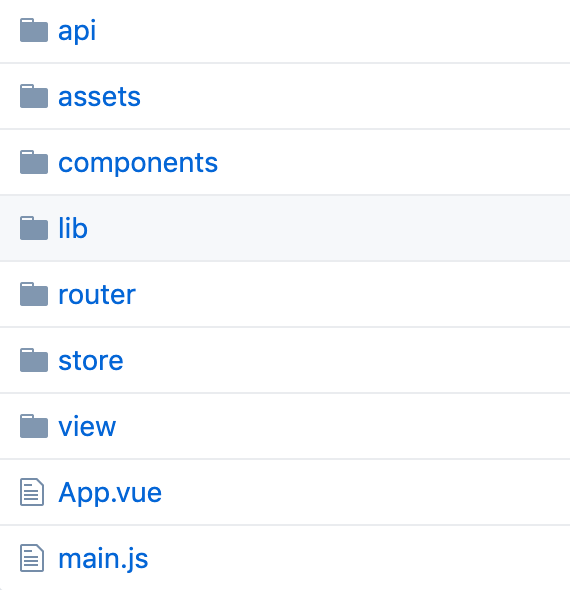 api
assets
components
lib
router
store
view
App.vue
main.js